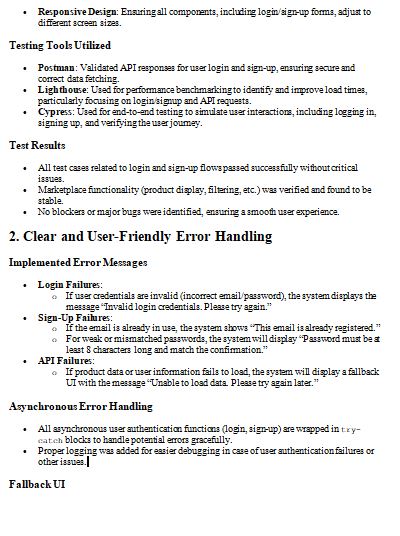 • Responsive Design: Ensuring all components, including login/sign-up forms, adjust to
different screen sizes.
Testing Tools Utilized
• Postman: Validated API responses for user login and sign-up, ensuring secure and
correct data fetching.
• Lighthouse: Used for performance benchmarking to identify and improve load times,
particularly focusing on login/signup and API requests.
• Cypress: Used for end-to-end testing to simulate user interactions, including logging in,
signing up, and verifying the user journey.
Test Results
• All test cases related to login and sign-up flows passed successfully without critical
issues.
• Marketplace functionality (product display, filtering, etc.) was verified and found to be
stable.
• No blockers or major bugs were identified, ensuring a smooth user experience.
2. Clear and User-Friendly Error Handling
Implemented Error Messages
• Login Failures:
o If user credentials are invalid (incorrect email/password), the system displays the
message “Invalid login credentials. Please try again.”
• Sign-Up Failures:
o If the email is already in use, the system shows “This email is already registered.”
o For weak or mismatched passwords, the system will display “Password must be at
least 8 characters long and match the confirmation.”
• API Failures:
o If product data or user information fails to load, the system will display a fallback
UI with the message “Unable to load data. Please try again later.”
Asynchronous Error Handling
• All asynchronous user authentication functions (login, sign-up) are wrapped in try-
catch blocks to handle potential errors gracefully.
• Proper logging was added for easier debugging in case of user authentication failures or
other issues.
Fallback UI